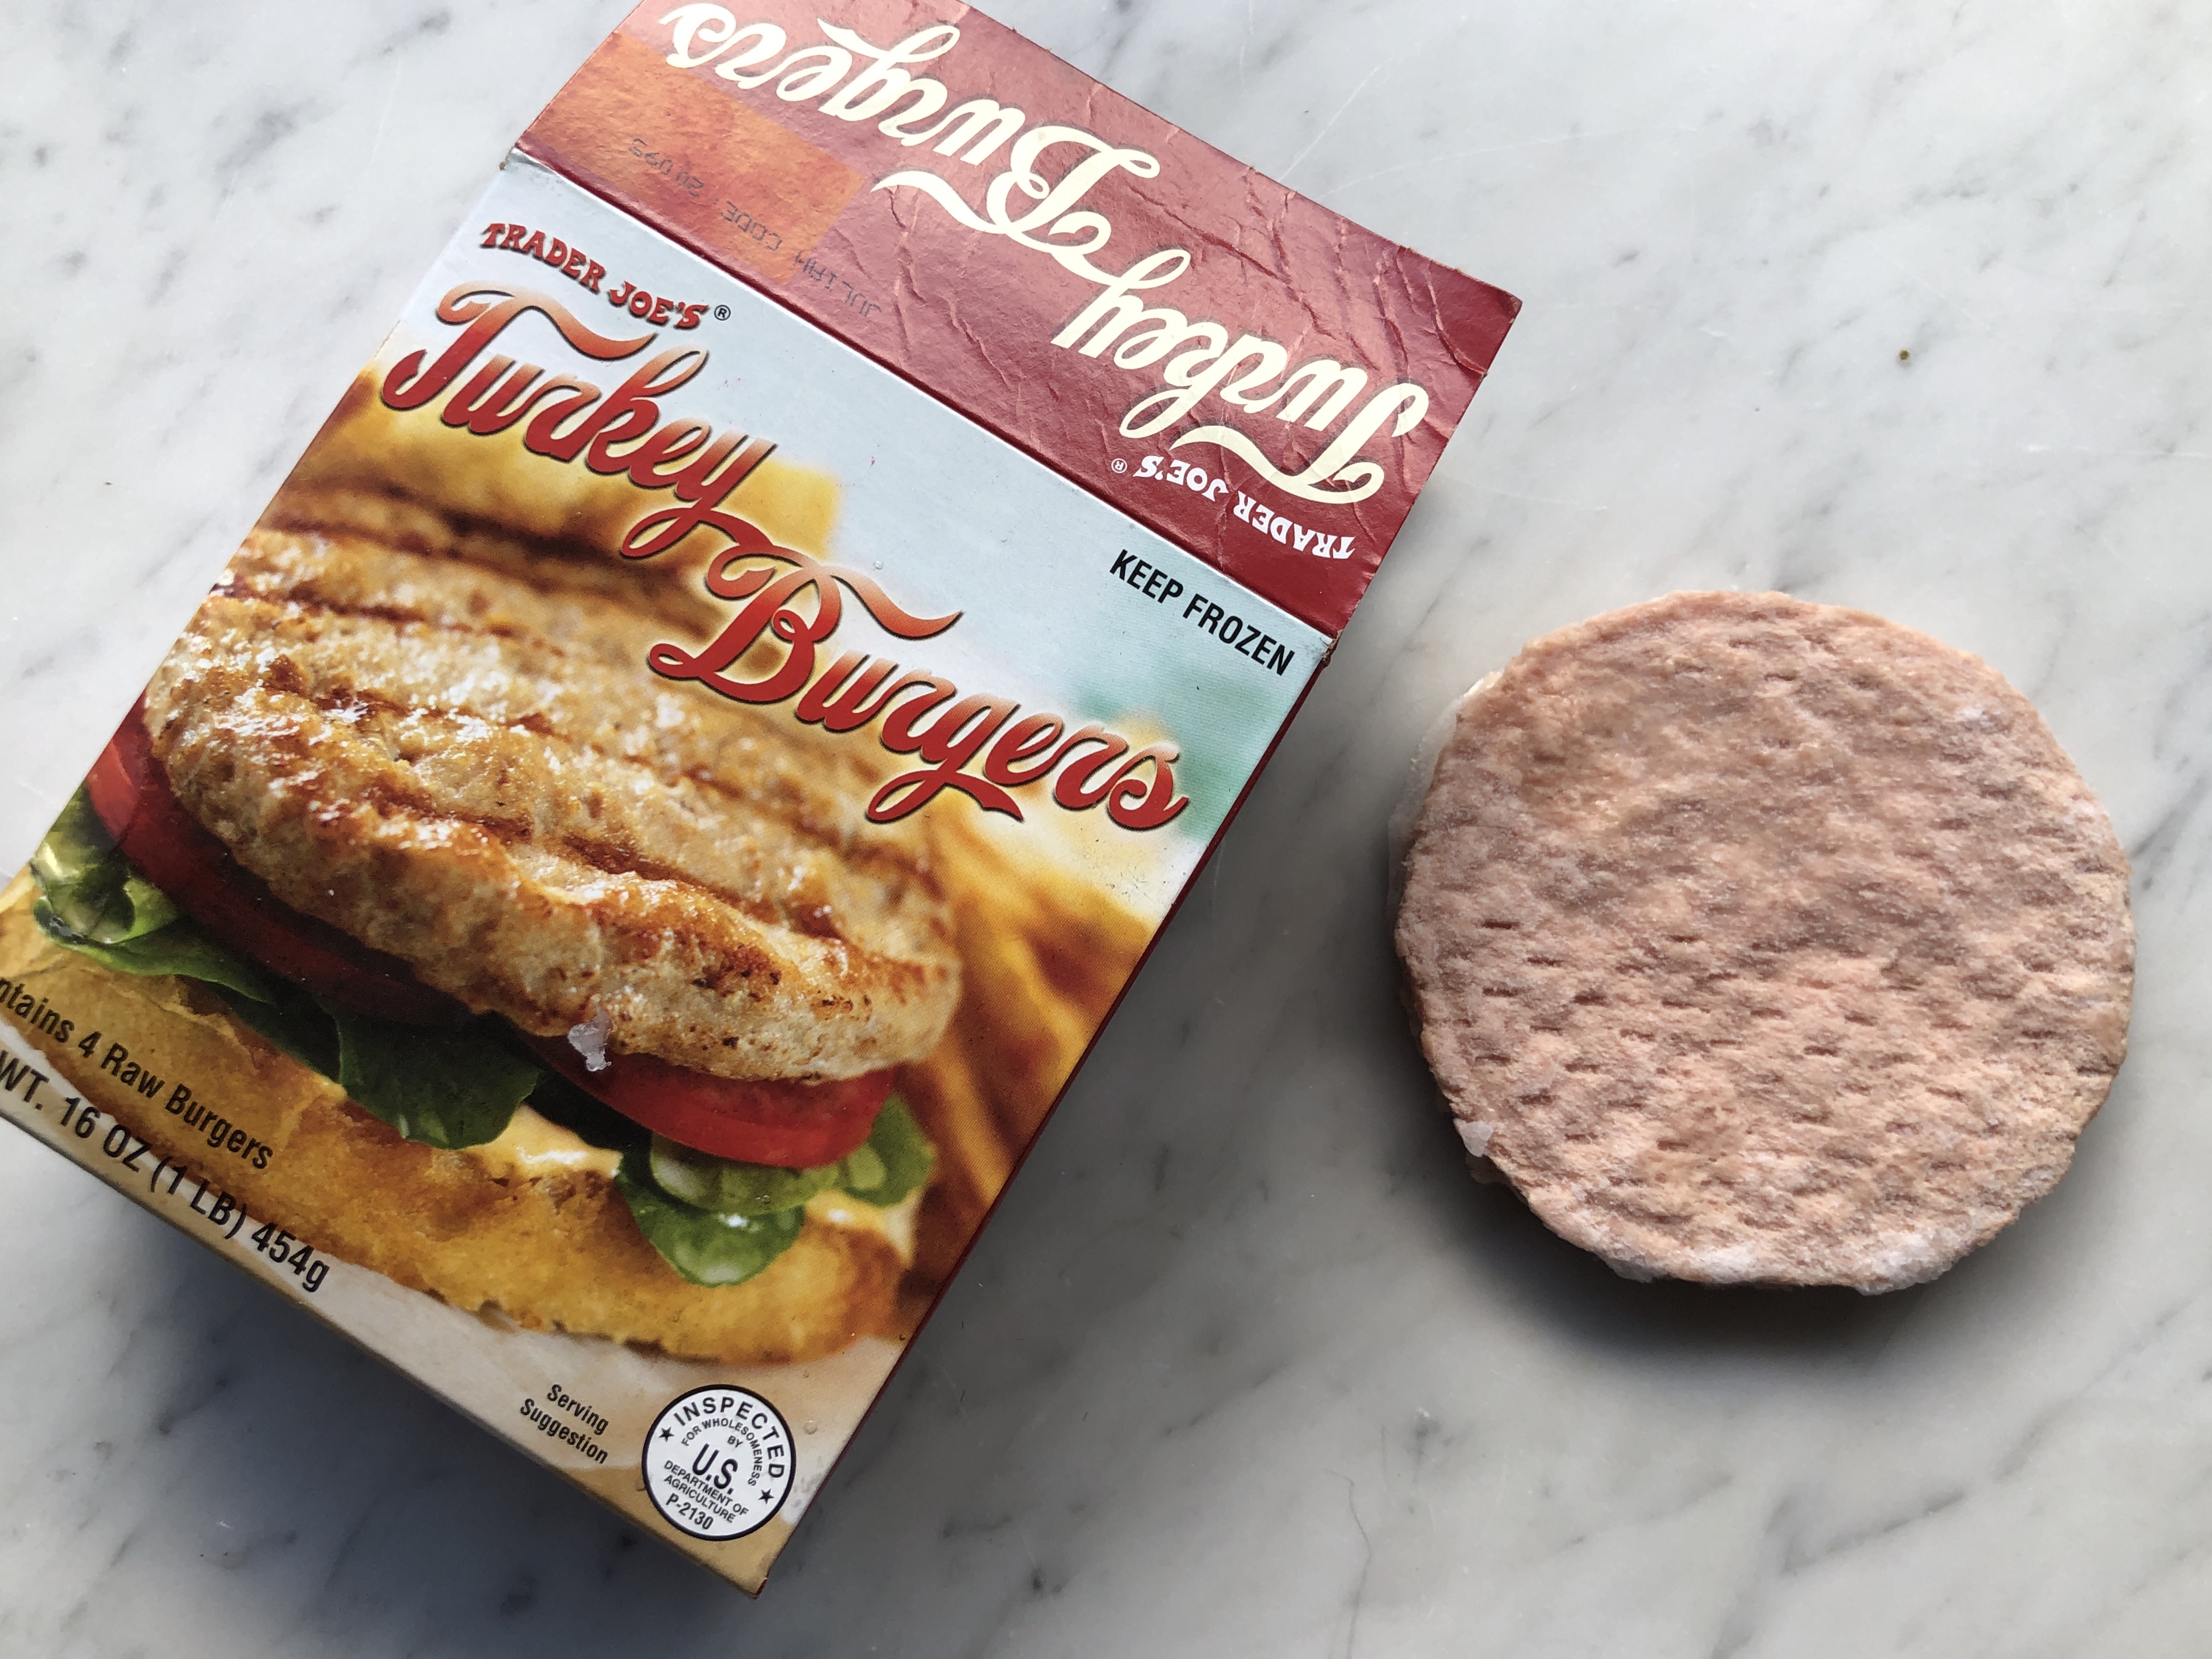 TRADER JOE'S®
Turkey Burgers
JULIAN CODE:
TRADER JOE'S®
Turkey
Burgers
KEEP FROZEN
ntains 4 Raw Burgers
WT. 16 OZ (1 LB) 454g
Serving
Suggestion
INSPECTED
FOR WHOLESOMENESS
BY
U.S.
DEPARTMENT OF
AGRICULTURE
P-2130